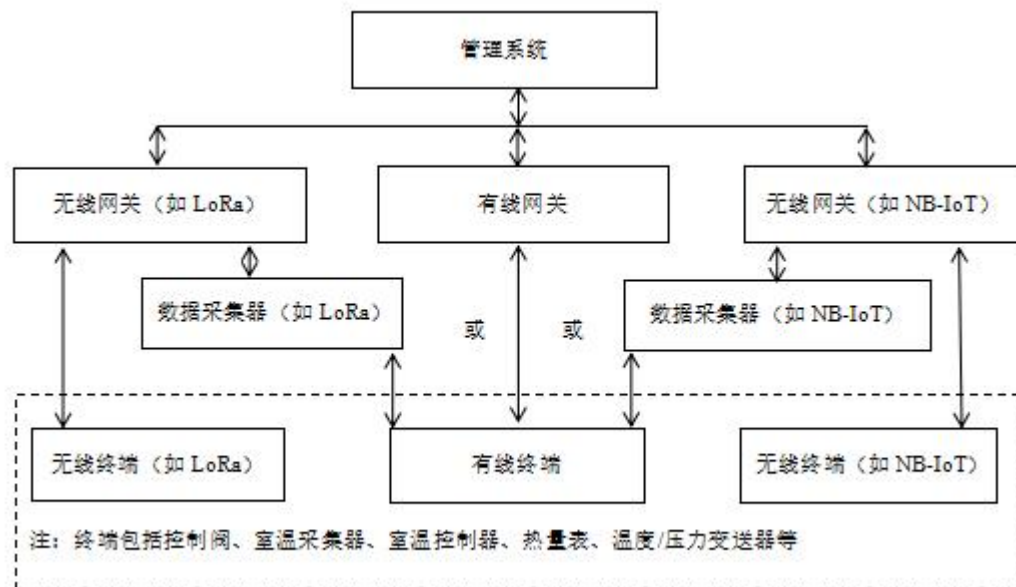 管理系统
无线网关（如 LoRa）
有线网关
无线网关（如 NB-IoT）
数据采集器（如 LoRa）
或
或
数据采集器（如 NB-IoT）
无线终端（如 LoRa）
有线终端
无线终端（如 NB-IoT）
注：终端包括控制阀、室温采集器、室温控制器、热量表、温度/压力变送器等